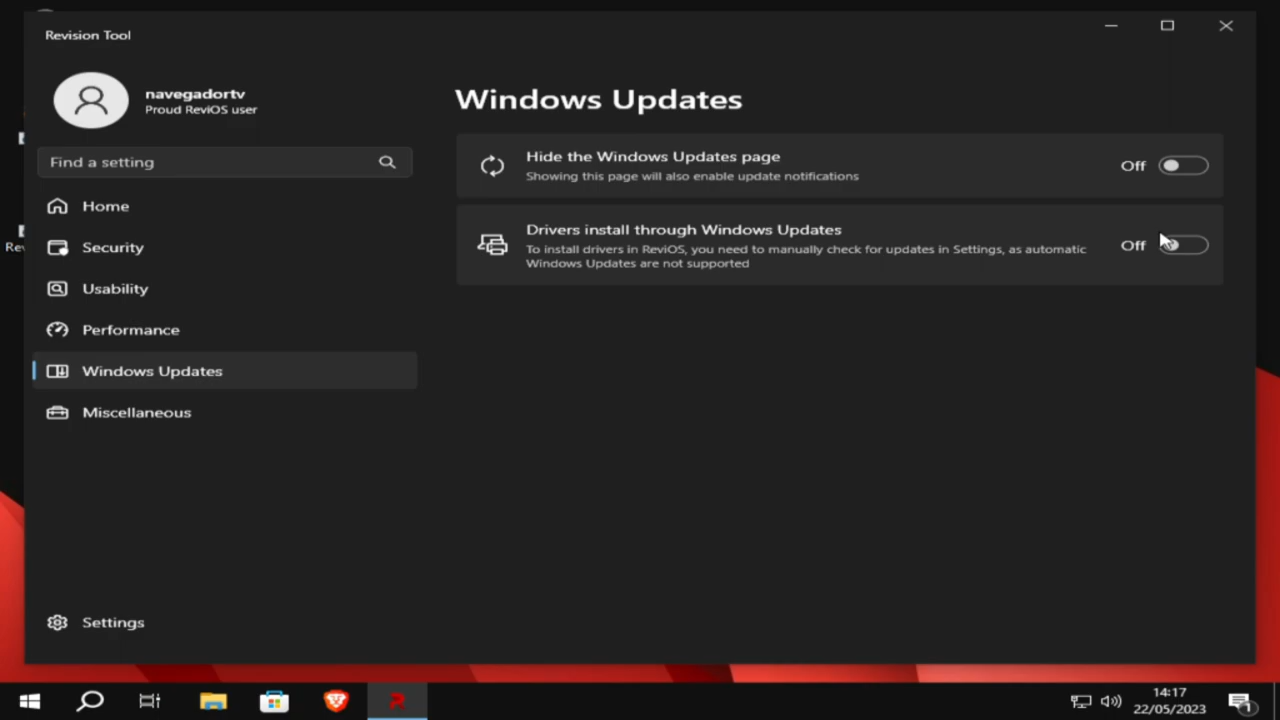 Revision Tool
navegadortv
Proud ReviOS user
Find a setting
Home
Security
Usability
Performance
Windows Updates
Miscellaneous
Settings
Windows Updates
Hide the Windows Updates page
Showing this page will also enable update notifications
Off
Drivers install through Windows Updates
To install drivers in ReviOS, you need to manually check for updates in Settings, as automatic
Windows Updates are not supported
Off
Rev
14:17
22/05/2023
1